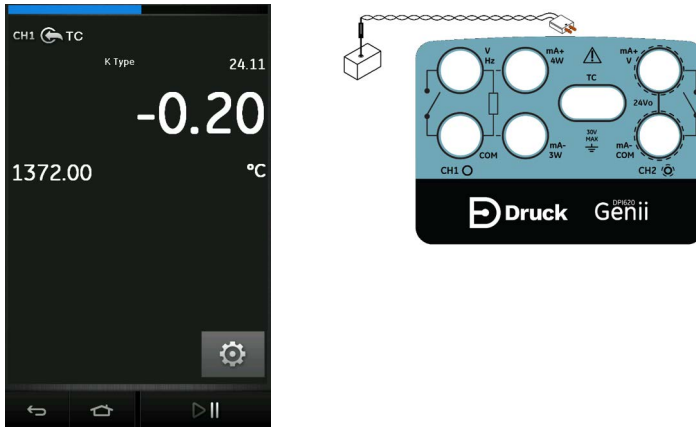 CH1 TC
K Type
24.11
-0.20
1372.00
°C
V
Hz
mA+
4W
mA+
V
TC
24Vo
30V
MAX
COM
mA-
3W
mA-
COM
CH1
CH2
Druck
DPI620
Genii